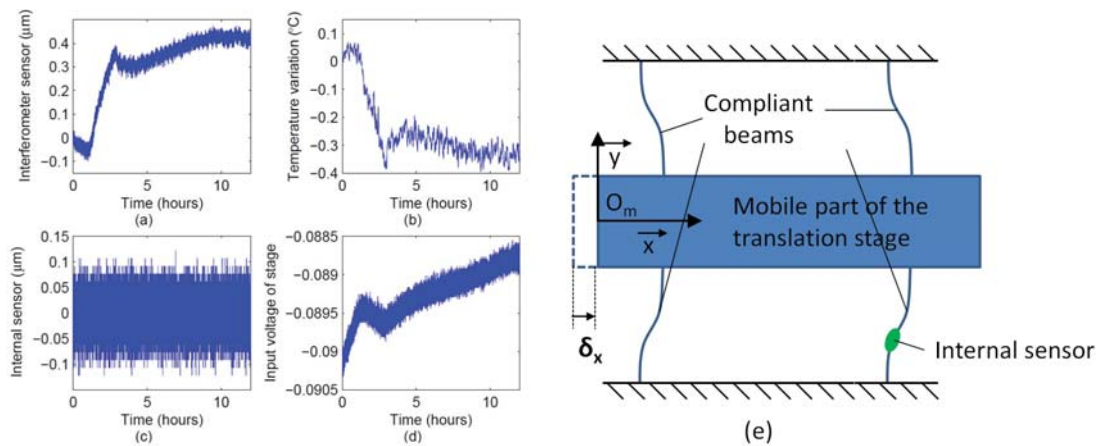 Interferometer sensor (μm)
0.4
0.3
0.2
0.1
0
−0.1
0
5
10
Time (hours)
(a)
Temperature variation (°C)
0.1
0
−0.1
−0.2
−0.3
−0.4
0
5
10
Time (hours)
(b)
Internal sensor (μm)
0.15
0.1
0.05
0
−0.05
−0.1
0
5
10
Time (hours)
(c)
Input voltage of stage
−0.0885
−0.089
−0.0895
−0.09
−0.0905
0
5
10
Time (hours)
(d)
Compliant
beams
y
Om
x
Mobile part of the
translation stage
δx
Internal sensor
(e)